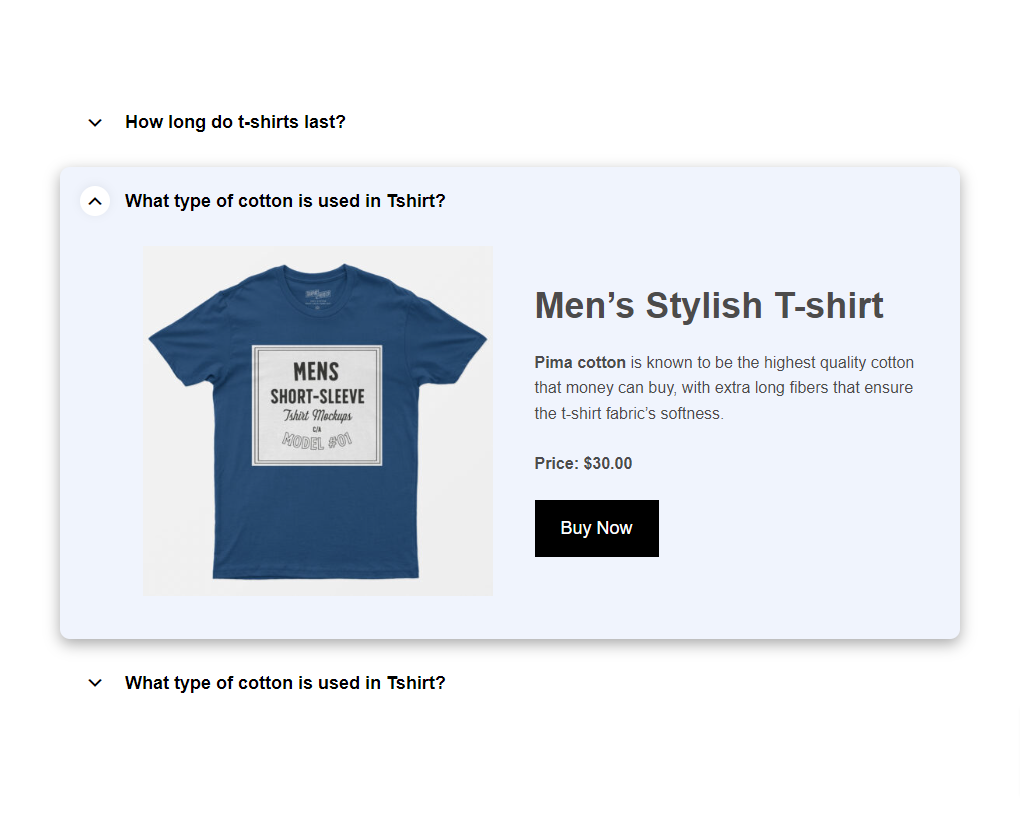 How long do t-shirts last?
What type of cotton is used in Tshirt?
MENS
SHORT-SLEEVE
Tshirt Mockups
C/A
MODEL #01
Men’s Stylish T-shirt
Pima cotton is known to be the highest quality cotton
that money can buy, with extra long fibers that ensure
the t-shirt fabric’s softness.
Price: $30.00
Buy Now
What type of cotton is used in Tshirt?